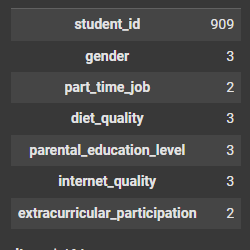 student_id 909
gender 3
part_time_job 2
diet_quality 3
parental_education_level 3
internet_quality 3
extracurricular_participation 2